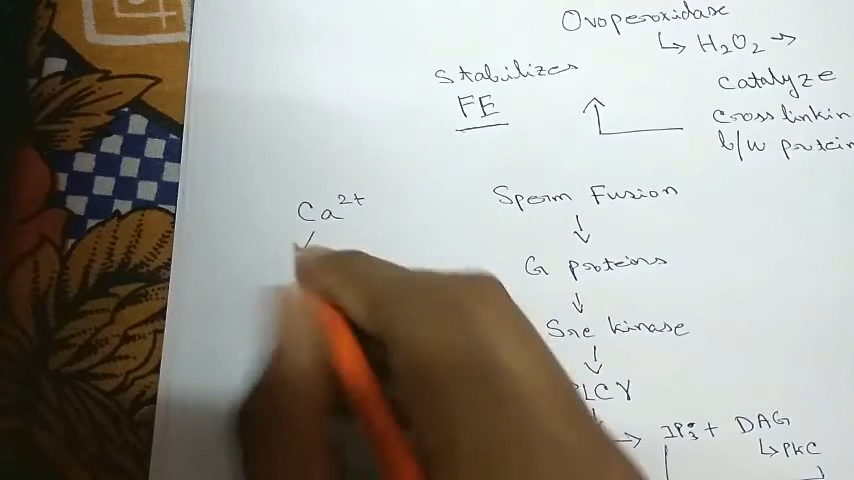 Ovoperoxidase
↳ H2O2 →
Stabilizes
FE
catalyze
cross linkin
b/w protein
Ca2+
Sperm Fusion
↓
G proteins
↓
Src kinase
↓
PLCγ
→ IP3 + DAG
↳ PKC